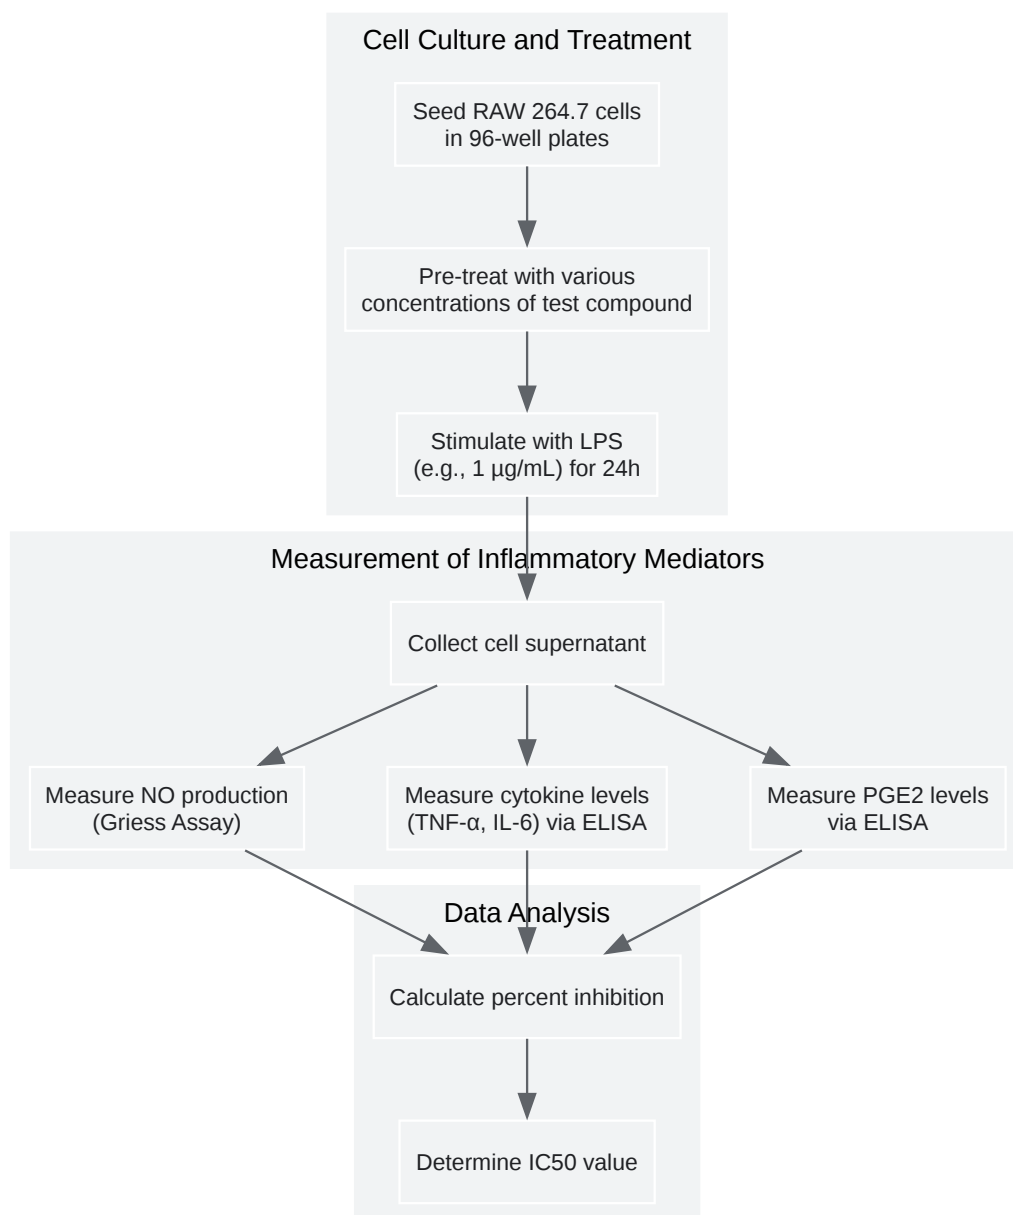 Cell Culture and Treatment
Seed RAW 264.7 cells
in 96-well plates
Pre-treat with various
concentrations of test compound
Stimulate with LPS
(e.g., 1 µg/mL) for 24h
Measurement of Inflammatory Mediators
Collect cell supernatant
Measure NO production
(Griess Assay)
Measure cytokine levels
(TNF-α, IL-6) via ELISA
Measure PGE2 levels
via ELISA
Data Analysis
Calculate percent inhibition
Determine IC50 value